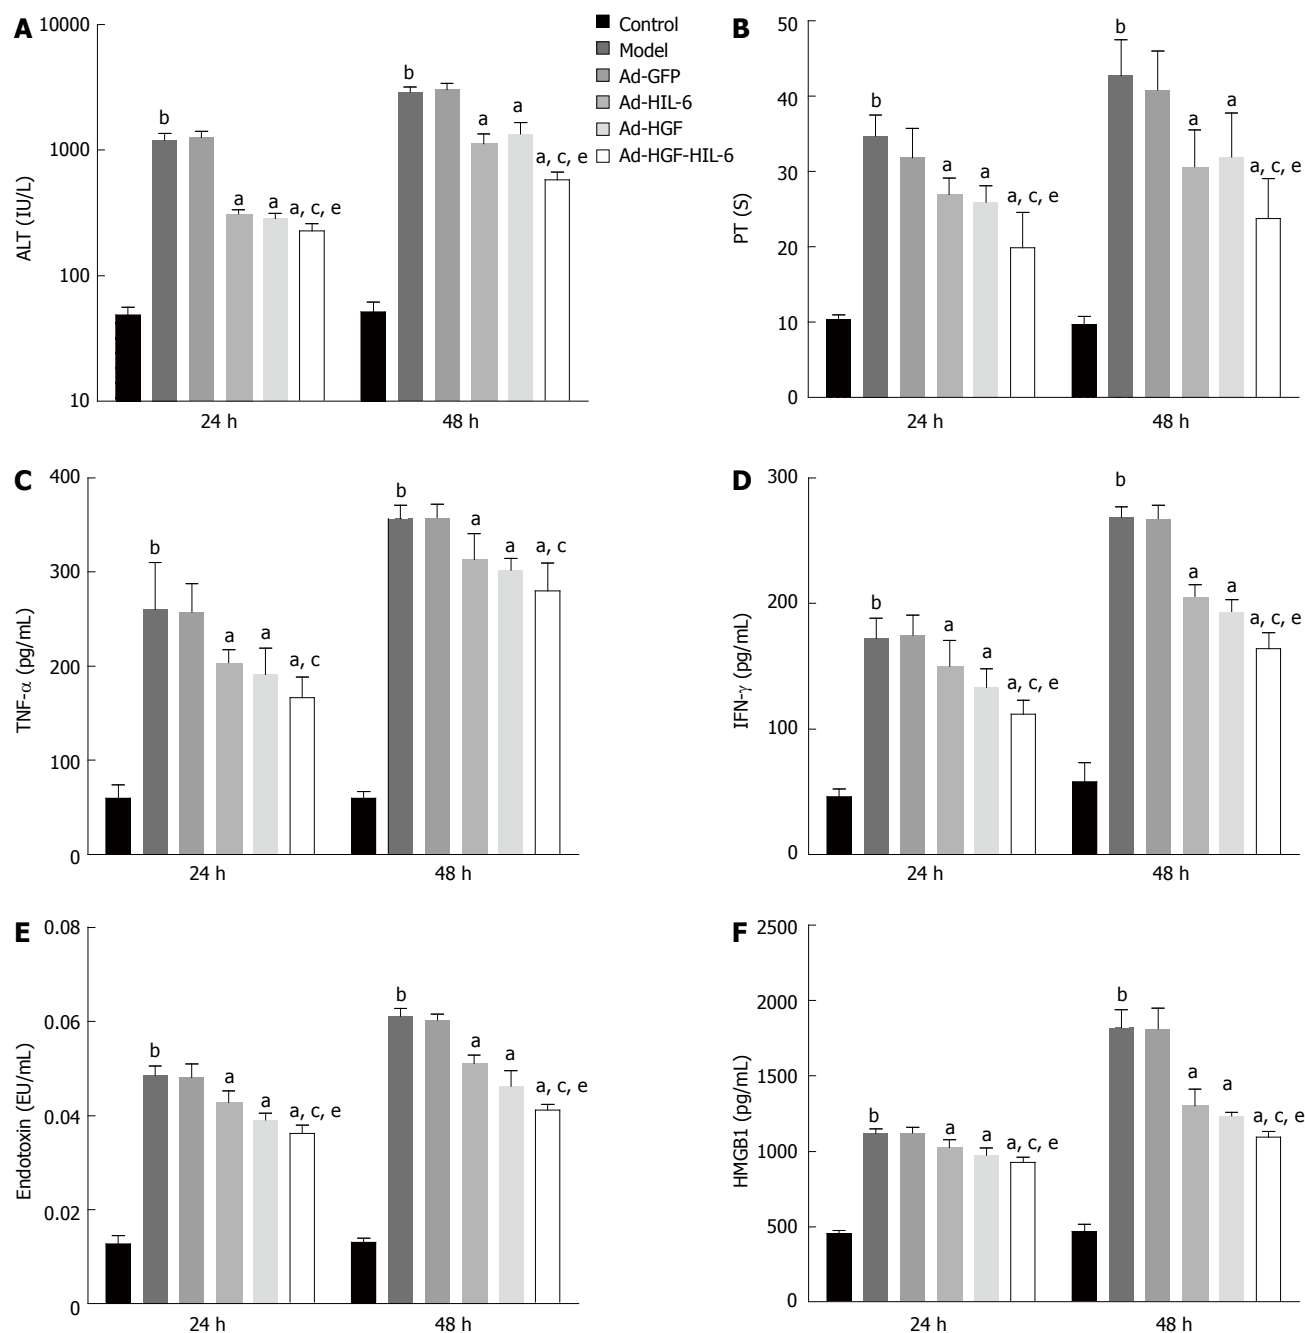 A
ALT (IU/L)
10000
1000
100
10
b
a
a
a, c, e
b
a
a
a, c, e
24 h
48 h
Control
Model
Ad-GFP
Ad-HIL-6
Ad-HGF
Ad-HGF-HIL-6
B
PT (S)
50
40
30
20
10
0
b
a
a
a, c, e
b
a
a
a, c, e
24 h
48 h
C
TNF-α (pg/mL)
400
300
200
100
0
b
a
a
a, c
b
a
a
a, c
24 h
48 h
D
IFN-γ (pg/mL)
300
200
100
0
b
a
a
a, c, e
b
a
a
a, c, e
24 h
48 h
E
Endotoxin (EU/mL)
0.08
0.06
0.04
0.02
0
b
a
a
a, c, e
b
a
a
a, c, e
24 h
48 h
F
HMGB1 (pg/mL)
2500
2000
1500
1000
500
0
b
a
a
a, c, e
b
a
a
a, c, e
24 h
48 h